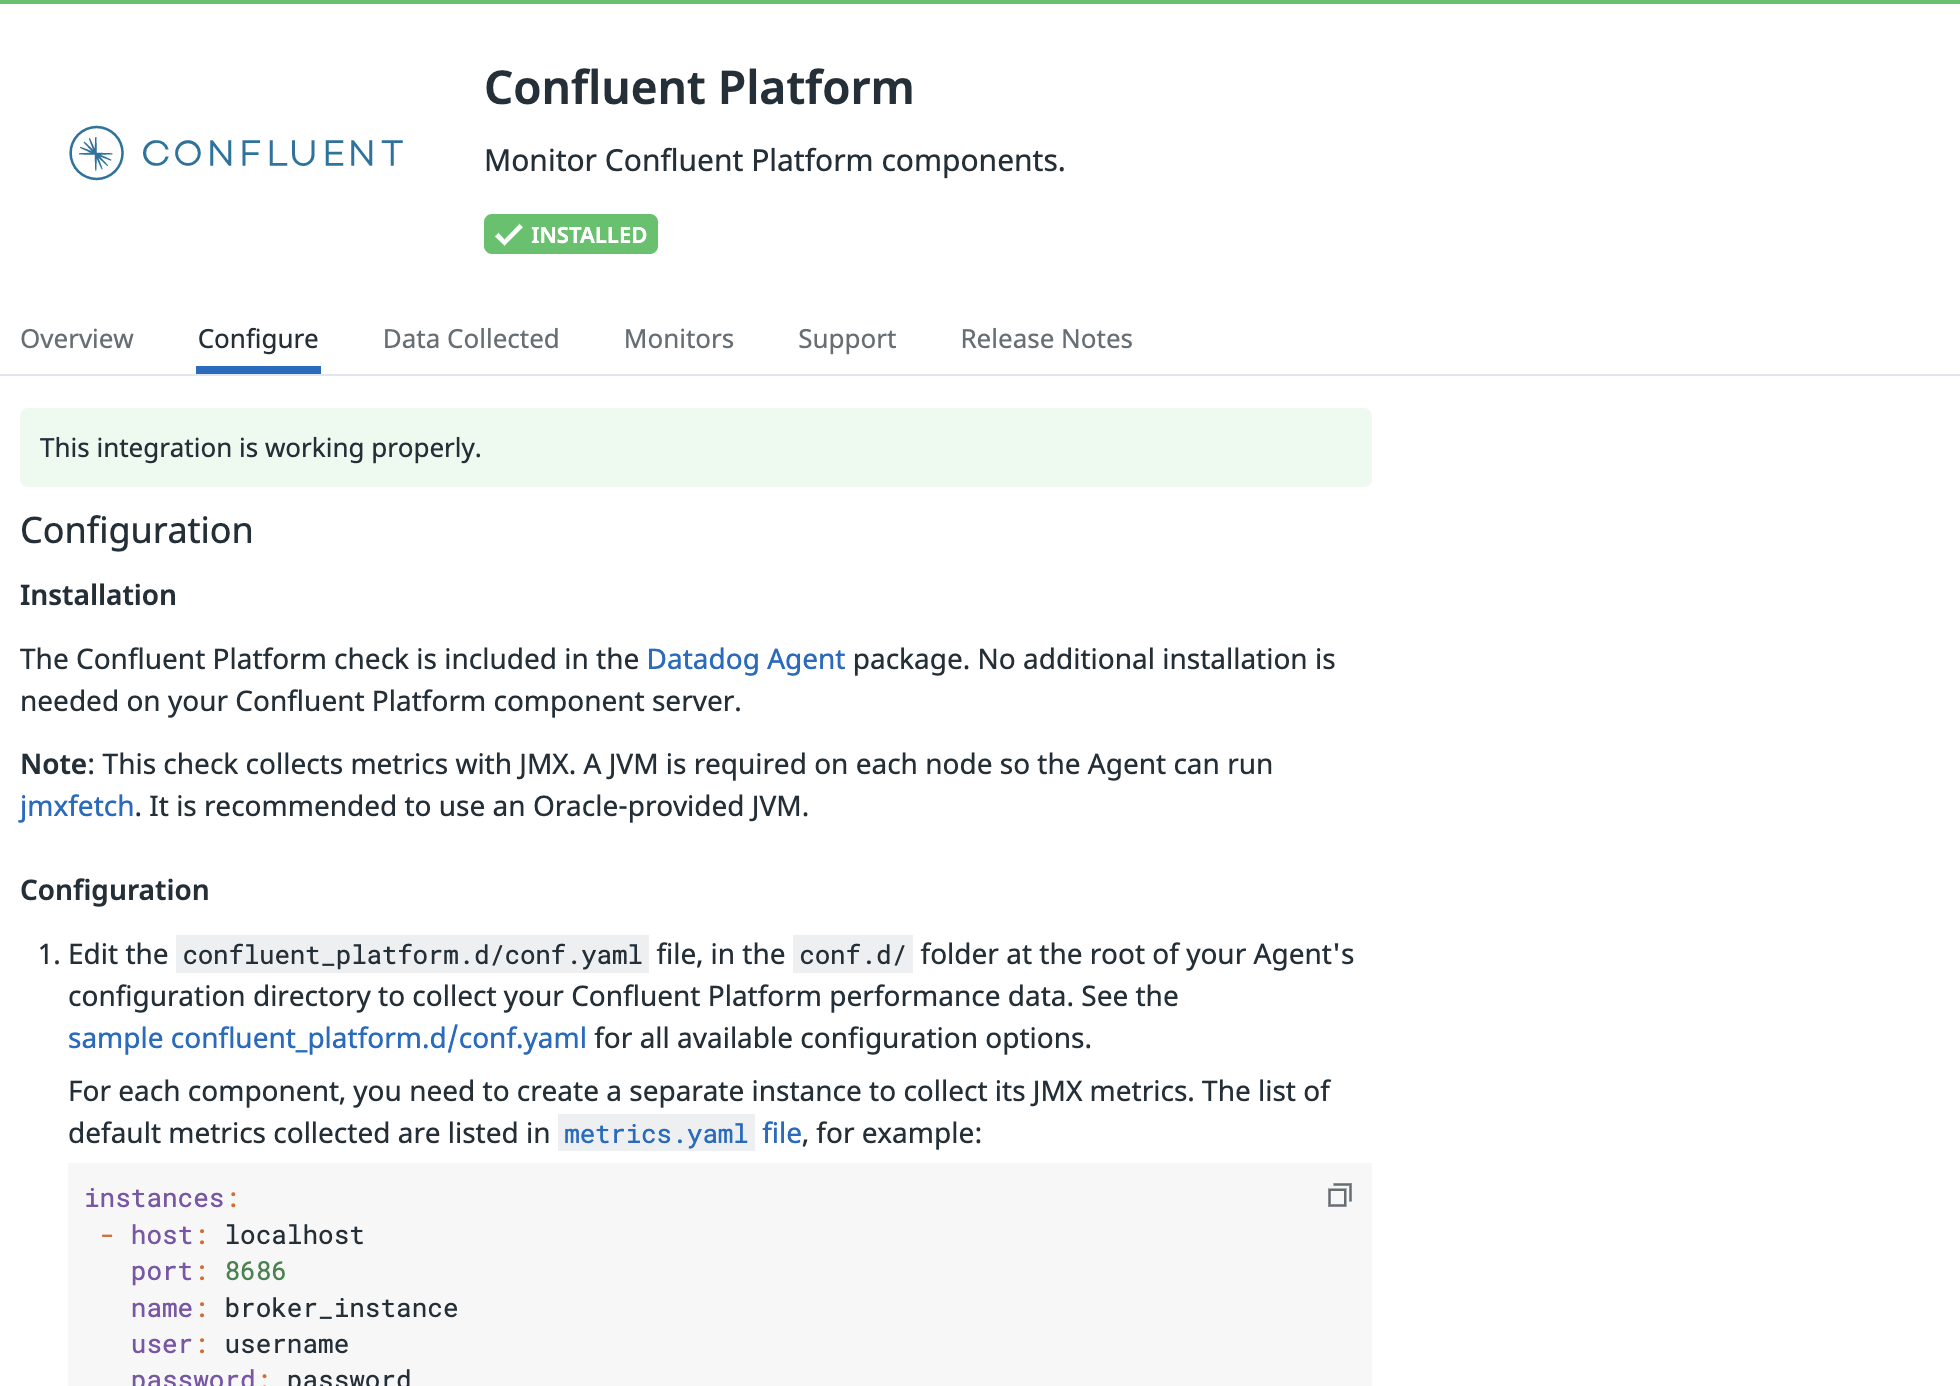 CONFLUENT
Confluent Platform
Monitor Confluent Platform components.
INSTALLED
Overview Configure Data Collected Monitors Support Release Notes
This integration is working properly.
Configuration
Installation
The Confluent Platform check is included in the Datadog Agent package. No additional installation is
needed on your Confluent Platform component server.
Note: This check collects metrics with JMX. A JVM is required on each node so the Agent can run
jmxfetch. It is recommended to use an Oracle-provided JVM.
Configuration
1. Edit the confluent_platform.d/conf.yaml file, in the conf.d/ folder at the root of your Agent's
configuration directory to collect your Confluent Platform performance data. See the
sample confluent_platform.d/conf.yaml for all available configuration options.
For each component, you need to create a separate instance to collect its JMX metrics. The list of
default metrics collected are listed in metrics.yaml file, for example:
instances:
- host: localhost
port: 8686
name: broker_instance
user: username
password: password